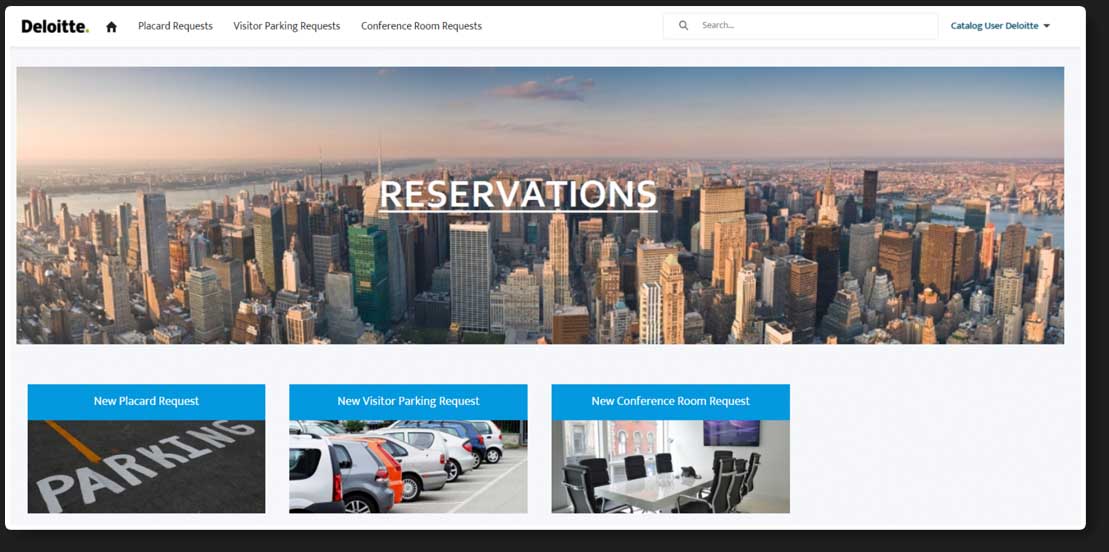 Deloitte.
Placard Requests
Visitor Parking Requests
Conference Room Requests
Search...
Catalog User Deloitte
RESERVATIONS
New Placard Request
New Visitor Parking Request
New Conference Room Request
PARKING